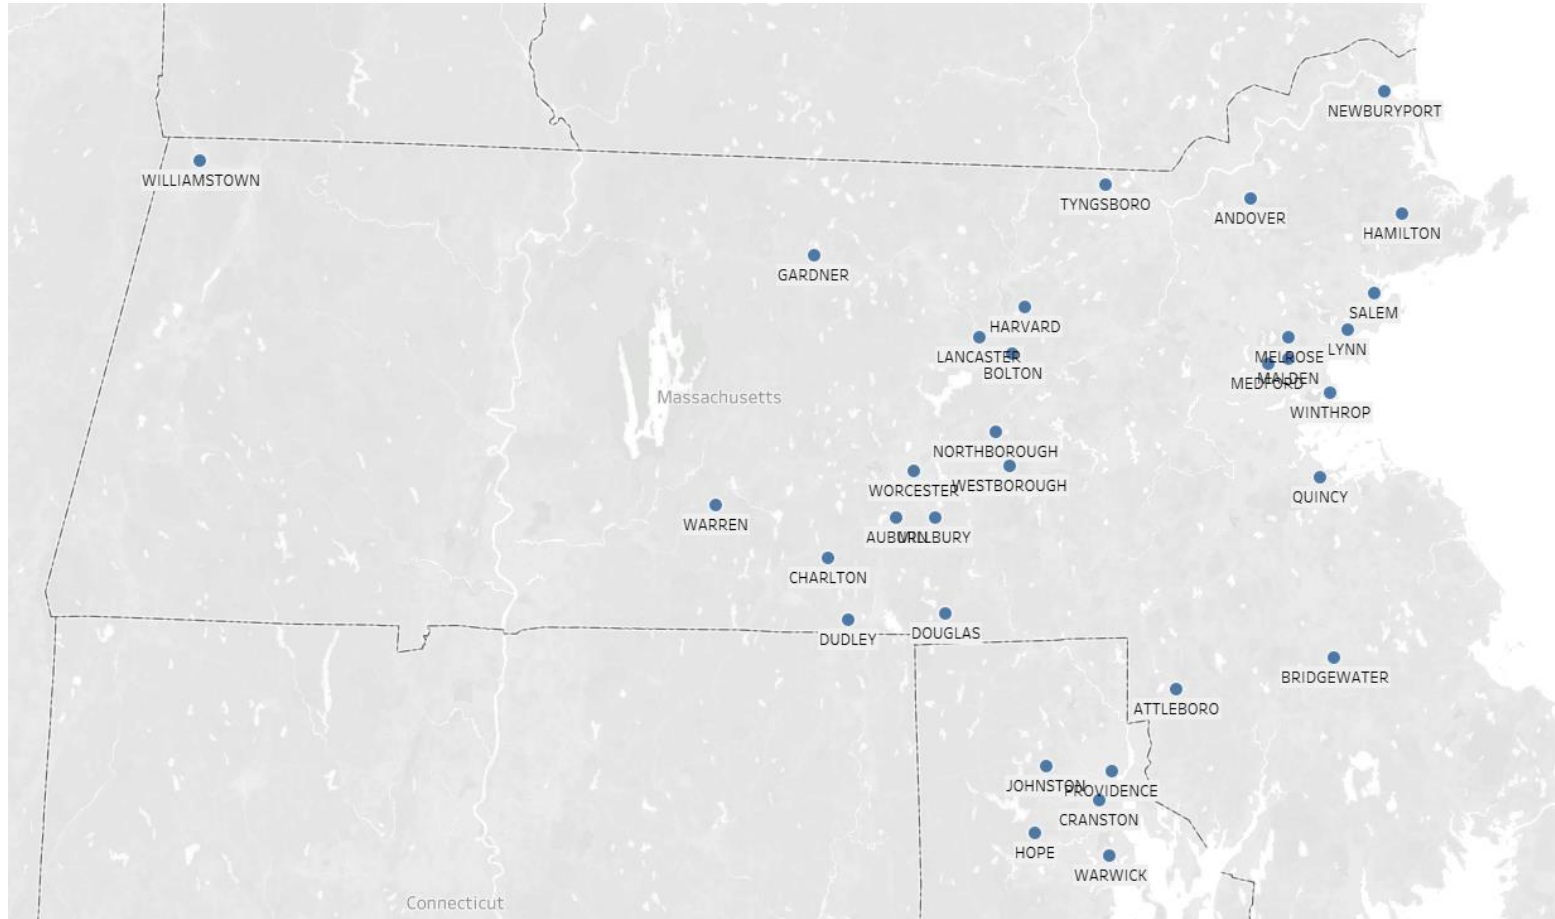 NEWBURYPORT
WILLIAMSTOWN
TYNGSBORO
ANDOVER
HAMILTON
GARDNER
SALEM
HARVARD
LYNN
LANCASTER
MELROSE
BOLTON
MALDEN
MEDFORD
Massachusetts
WINTHROP
NORTHBOROUGH
WESTBOROUGH
WORCESTER
QUINCY
WARREN
AUBURN
MILLBURY
CHARLTON
DOUGLAS
DUDLEY
BRIDGEWATER
ATTLEBORO
JOHNSTON
PROVIDENCE
CRANSTON
HOPE
WARWICK
Connecticut